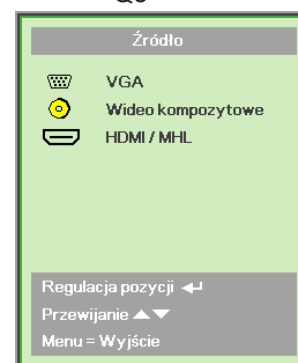 Źródło
VGA
Wideo kompozytowe
HDMI / MHL
Regulacja pozycji
Przewijanie
Menu = Wyjście